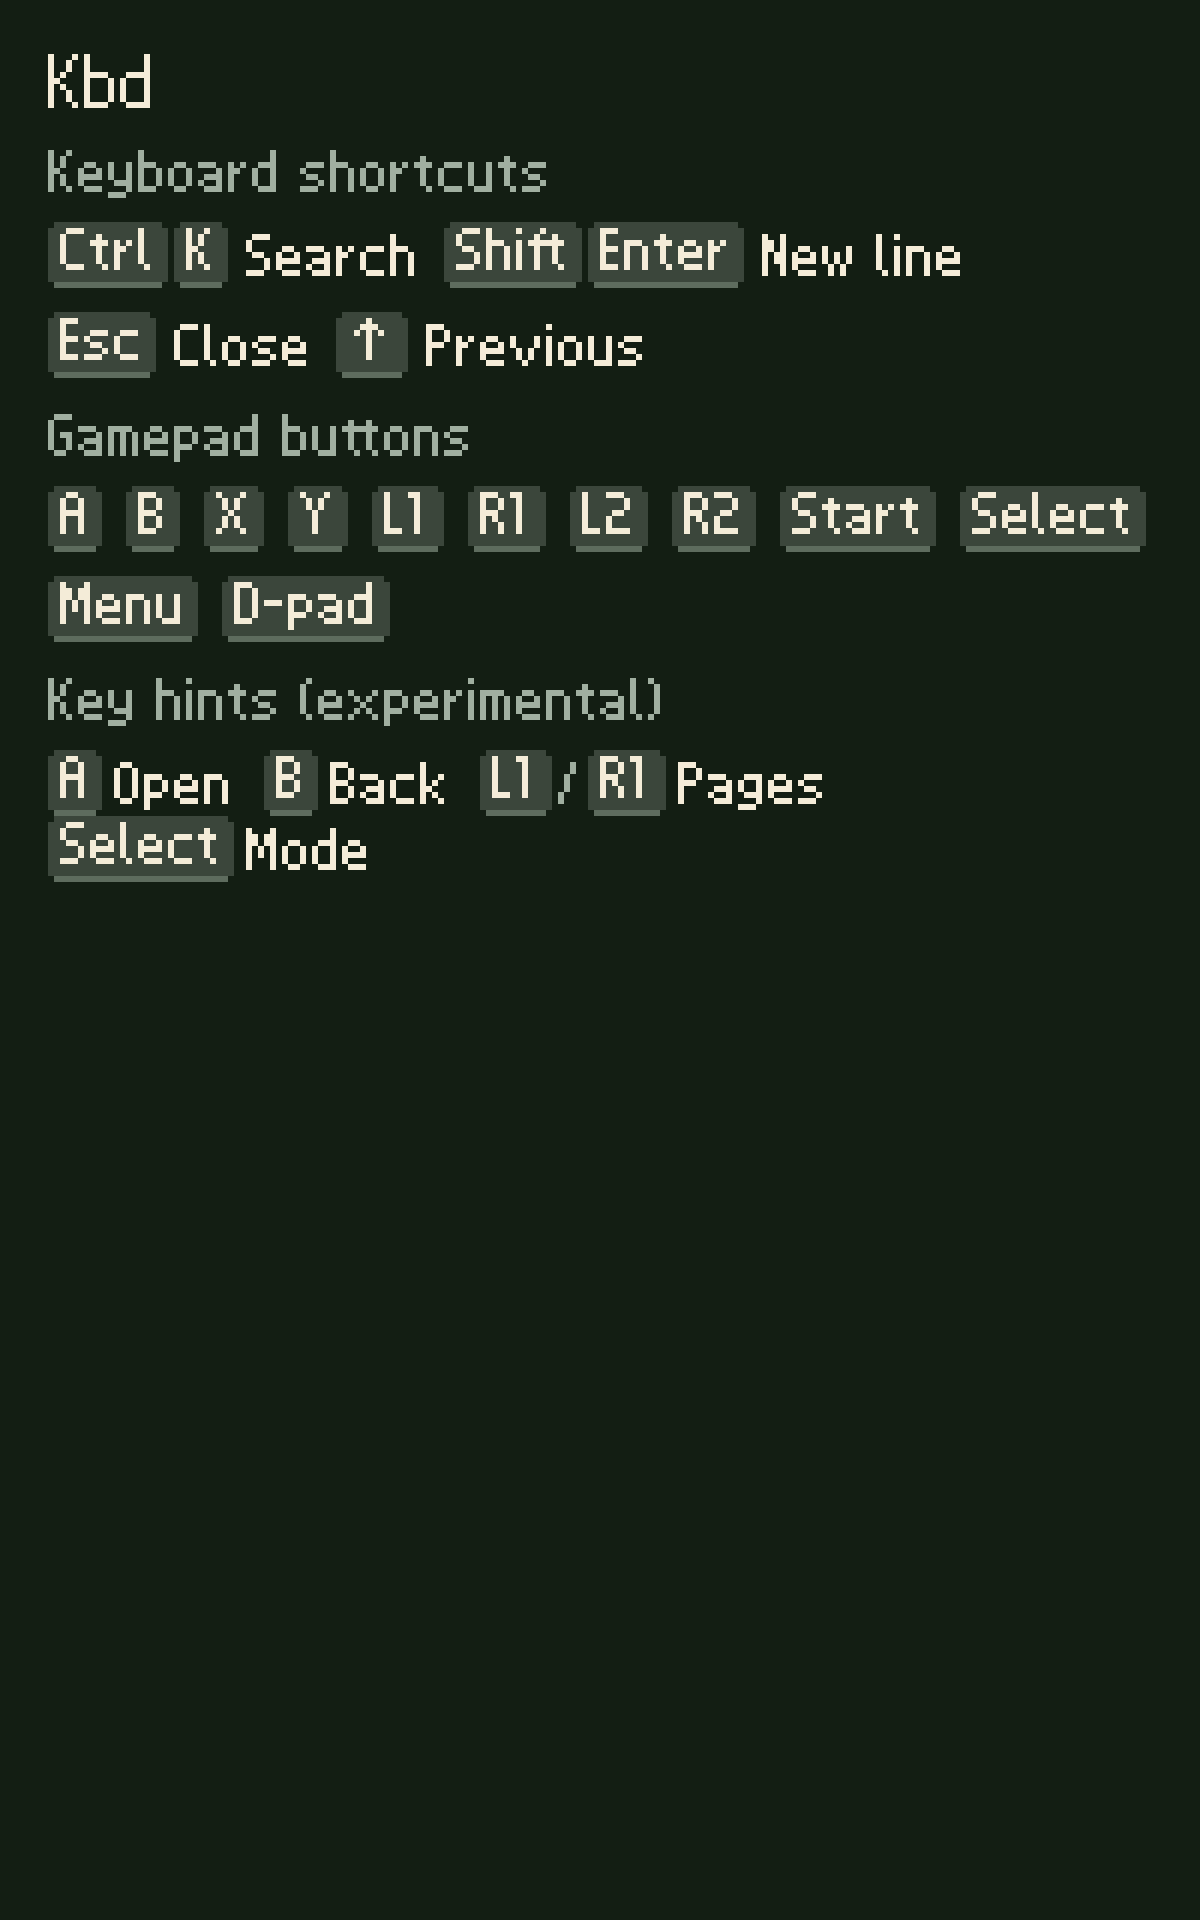 Kbd
Keyboard shortcuts
Ctrl K Search Shift Enter New line
Esc Close ↑ Previous
Gamepad buttons
A B X Y L1 R1 L2 R2 Start Select
Menu D-pad
Key hints (experimental)
A Open B Back L1 / R1 Pages
Select Mode